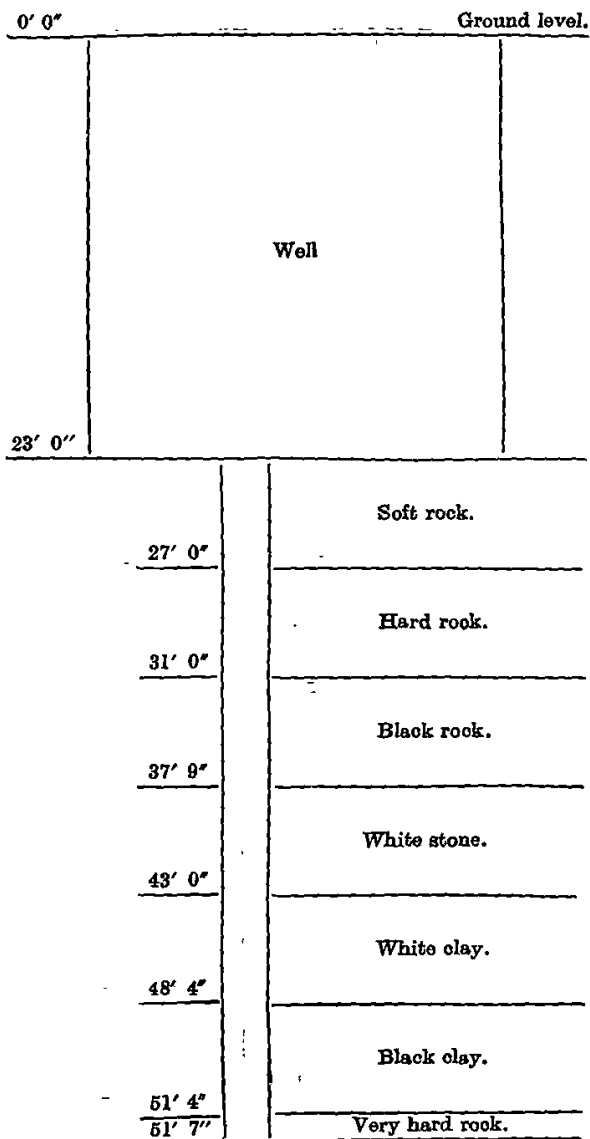 0′ 0″ Ground level.
Well
23′ 0″
Soft rock.
27′ 0″
Hard rock.
31′ 0″
Black rock.
37′ 9″
White stone.
43′ 0″
White clay.
48′ 4″
Black clay.
51′ 4″
51′ 7″ Very hard rock.